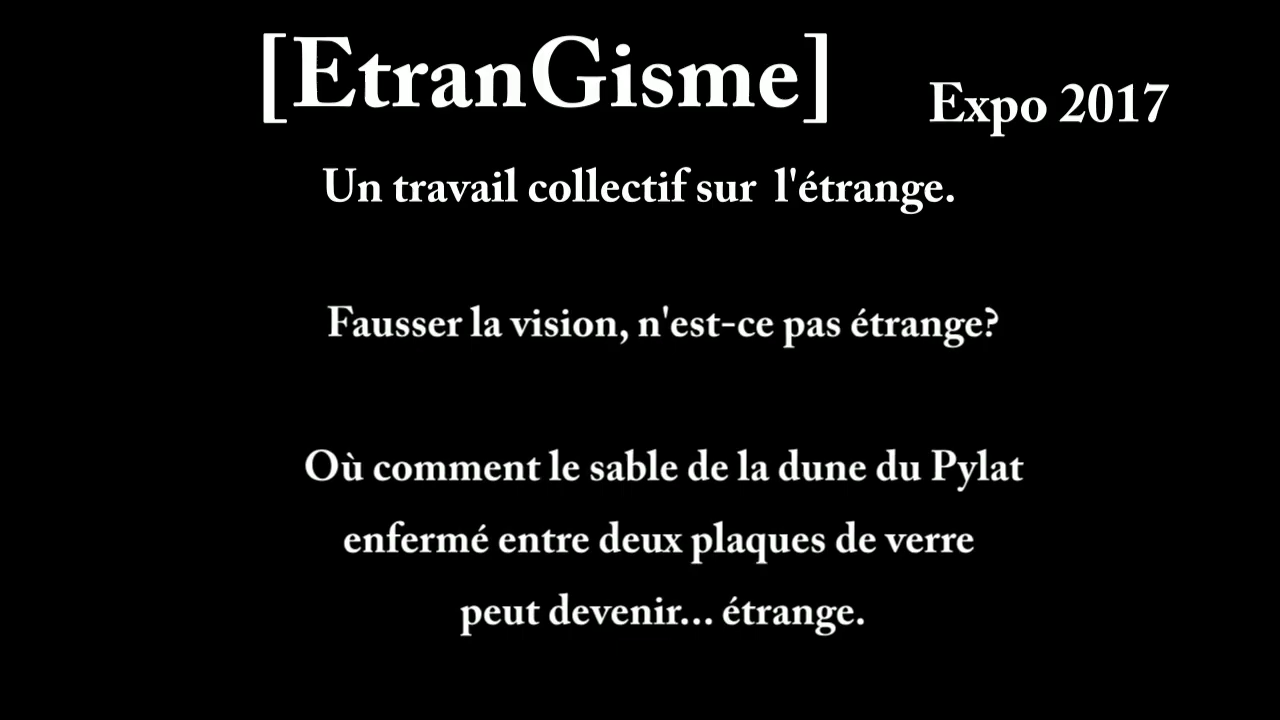 [EtranGisme] Expo 2017
Un travail collectif sur l'étrange.
Fausser la vision, n'est-ce pas étrange?
Où comment le sable de la dune du Pylat
enfermé entre deux plaques de verre
peut devenir... étrange.